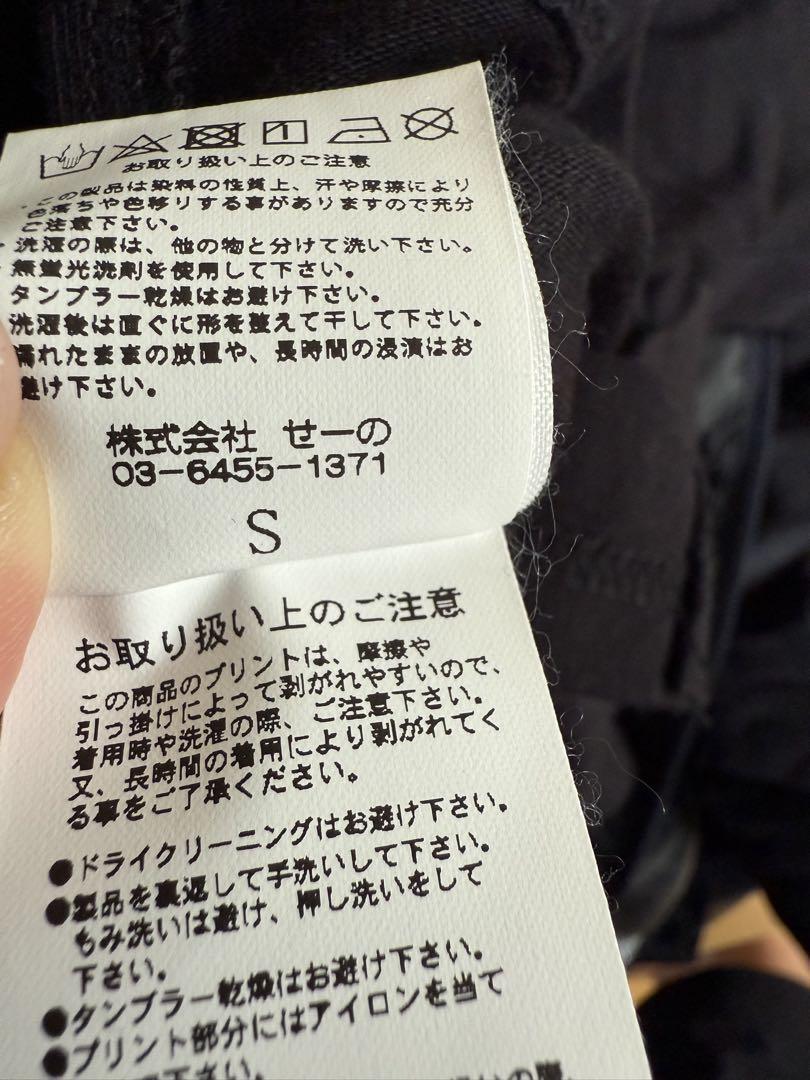 お取り扱い上のご注意
・この製品は染料の性質上、汗や摩擦により
色落ちや色移りする事がありますので充分
ご注意下さい。
・洗濯の際は、他の物と分けて洗い下さい。
・無蛍光洗剤を使用して下さい。
タンブラー乾燥はお避け下さい。
洗濯後は直ぐに形を整えて干して下さい。
濡れたままの放置や、長時間の浸漬はお
避け下さい。
株式会社 せーの
03-6455-1371
S
お取り扱い上のご注意
この商品のプリントは、摩擦や
引っ掛けによって剥がれやすいので、
着用時や洗濯の際、ご注意下さい。
又、長時間の着用により剥がれてく
る事をご了承ください。
●ドライクリーニングはお避け下さい。
●製品を裏返して手洗いして下さい。
もみ洗いは避け、押し洗いをして
下さい。
●タンブラー乾燥はお避け下さい。
●プリント部分にはアイロンを当て
下さい。